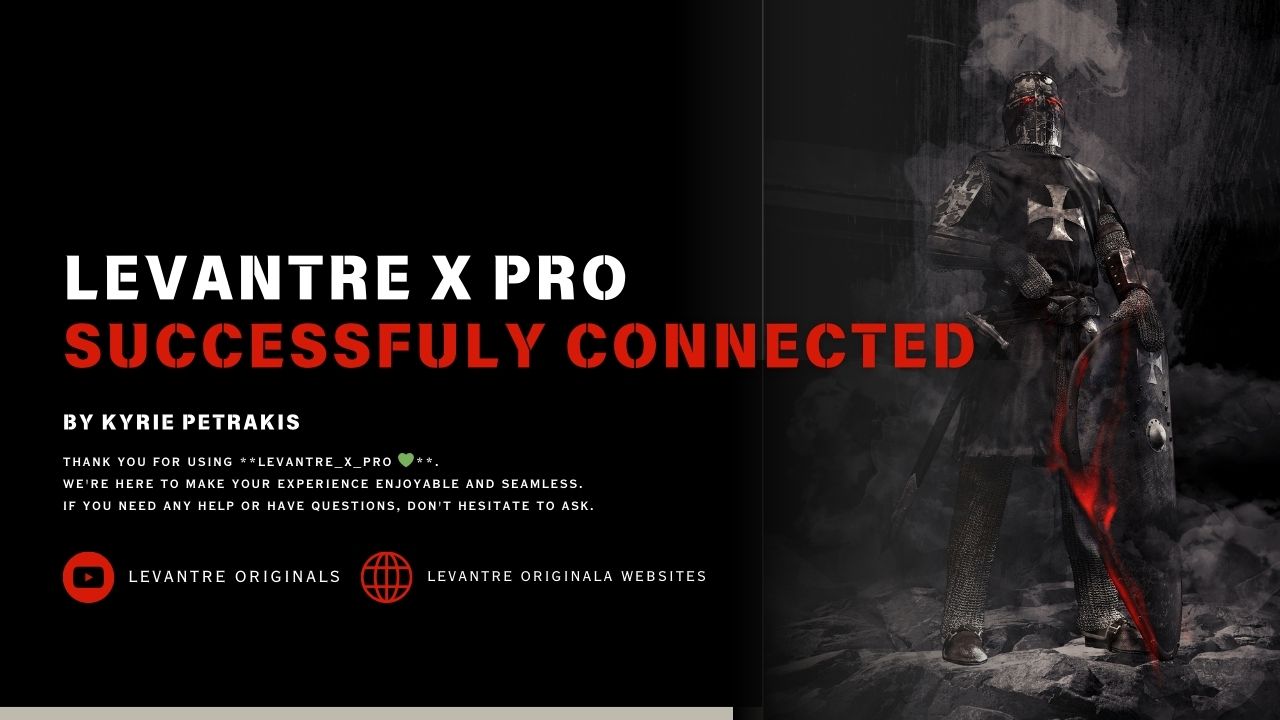 LEVANTRE X PRO
SUCCESSFULY CONNECTED
BY KYRIE PETRAKIS
THANK YOU FOR USING **LEVANTRE_X_PRO 💚**.
WE'RE HERE TO MAKE YOUR EXPERIENCE ENJOYABLE AND SEAMLESS.
IF YOU NEED ANY HELP OR HAVE QUESTIONS, DON'T HESITATE TO ASK.
LEVANTRE ORIGINALS
LEVANTRE ORIGINALA WEBSITES